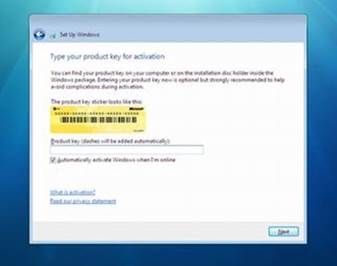 Set Up Windows
Type your product key for activation
You can find your product key on your computer or on the installation disc holder inside the
Windows package. Entering your product key now is optional but strongly recommended to help
avoid complications during activation.
The product key sticker looks like this:
Product key (dashes will be added automatically):
Automatically activate Windows when I'm online
What is activation?
Read our privacy statement
Next